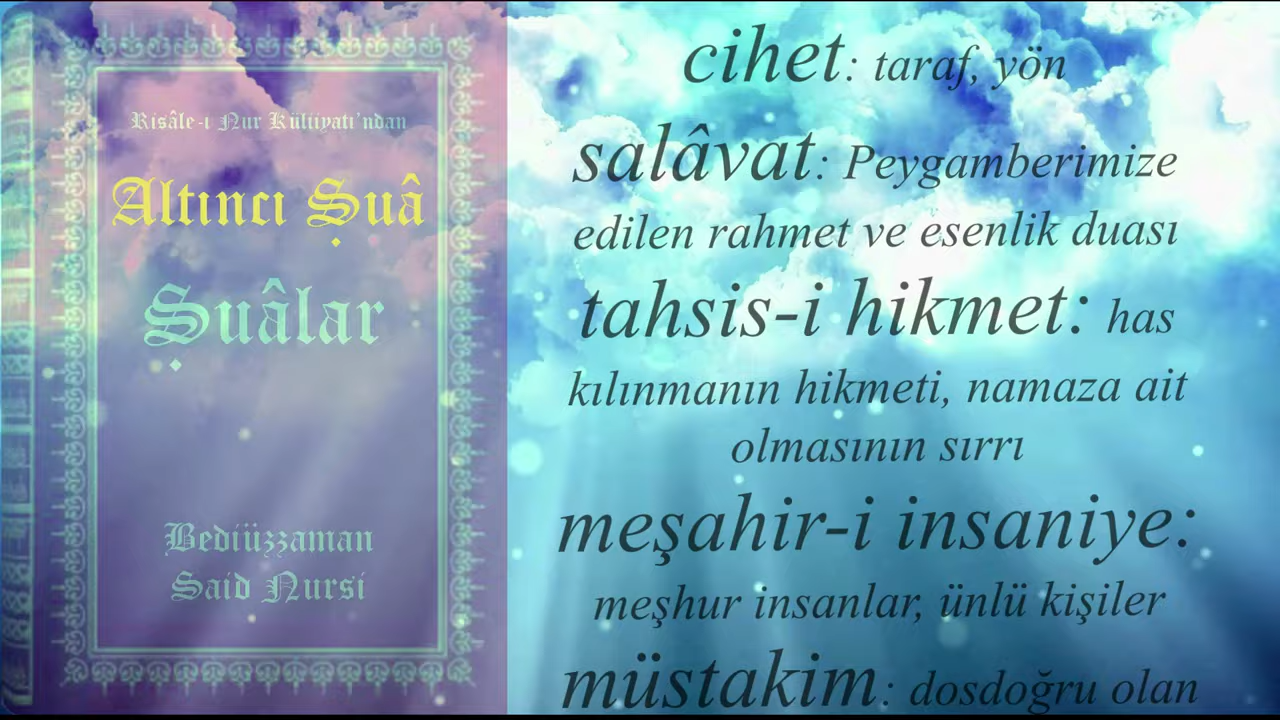 Risâle-ı Nur Külliyatı'ndan
Altıncı Şuâ
Şuâlar
Bediüzzaman
Said Nursi
cihet: taraf, yön
salâvat: Peygamberimize
edilen rahmet ve esenlik duası
tahsis-i hikmet: has
kılınmanın hikmeti, namaza ait
olmasının sırrı
meşahir-i insaniye:
meşhur insanlar, ünlü kişiler
müstakim: dosdoğru olan